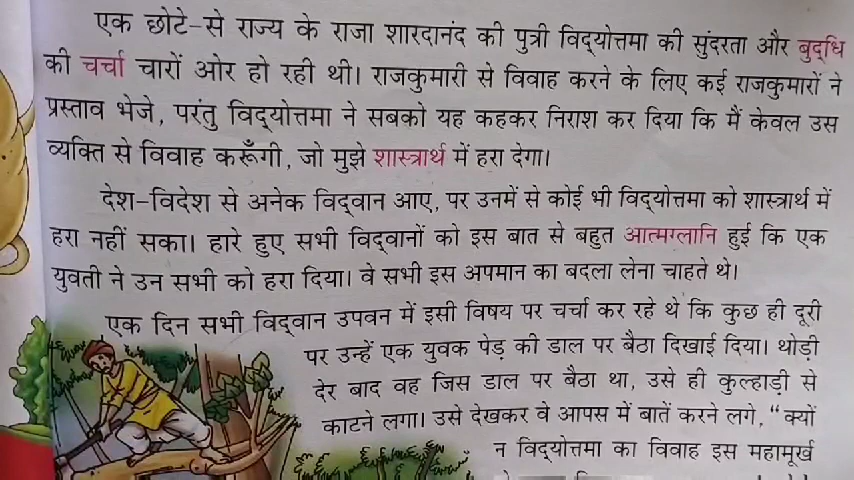 एक छोटे-से राज्य के राजा शारदानंद की पुत्री विद्‌योत्तमा की सुंदरता और बुद्‌धि
की चर्चा चारों ओर हो रही थी। राजकुमारी से विवाह करने के लिए कई राजकुमारों ने
प्रस्ताव भेजे, परंतु विद्‌योत्तमा ने सबको यह कहकर निराश कर दिया कि मैं केवल उस
व्यक्ति से विवाह करूँगी, जो मुझे शास्त्रार्थ में हरा देगा।
देश-विदेश से अनेक विद्‌वान आए, पर उनमें से कोई भी विद्‌योत्तमा को शास्त्रार्थ में
हरा नहीं सका। हारे हुए सभी विद्‌वानों को इस बात से बहुत आत्मग्लानि हुई कि एक
युवती ने उन सभी को हरा दिया। वे सभी इस अपमान का बदला लेना चाहते थे।
एक दिन सभी विद्‌वान उपवन में इसी विषय पर चर्चा कर रहे थे कि कुछ ही दूरी
पर उन्हें एक युवक पेड़ की डाल पर बैठा दिखाई दिया। थोड़ी
देर बाद वह जिस डाल पर बैठा था, उसे ही कुल्हाड़ी से
काटने लगा। उसे देखकर वे आपस में बातें करने लगे, "क्यों
न विद्‌योत्तमा का विवाह इस महामूर्ख